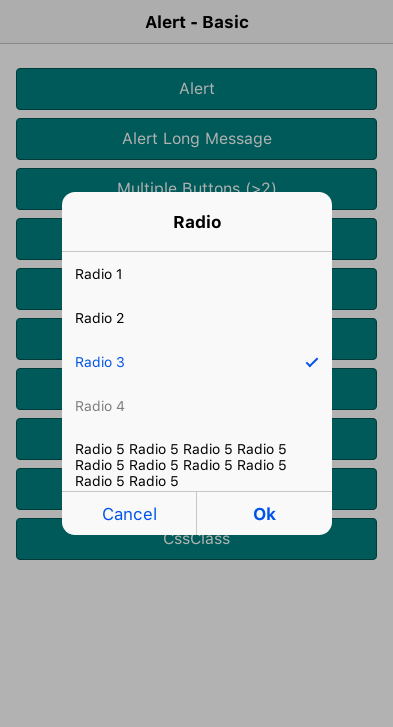 Alert - Basic
Alert
Alert Long Message
Multiple Buttons (>2)
Radio
Radio 1
Radio 2
Radio 3
Radio 4
Radio 5 Radio 5 Radio 5 Radio 5
Radio 5 Radio 5 Radio 5 Radio 5
Radio 5 Radio 5
Cancel
Ok
CssClass